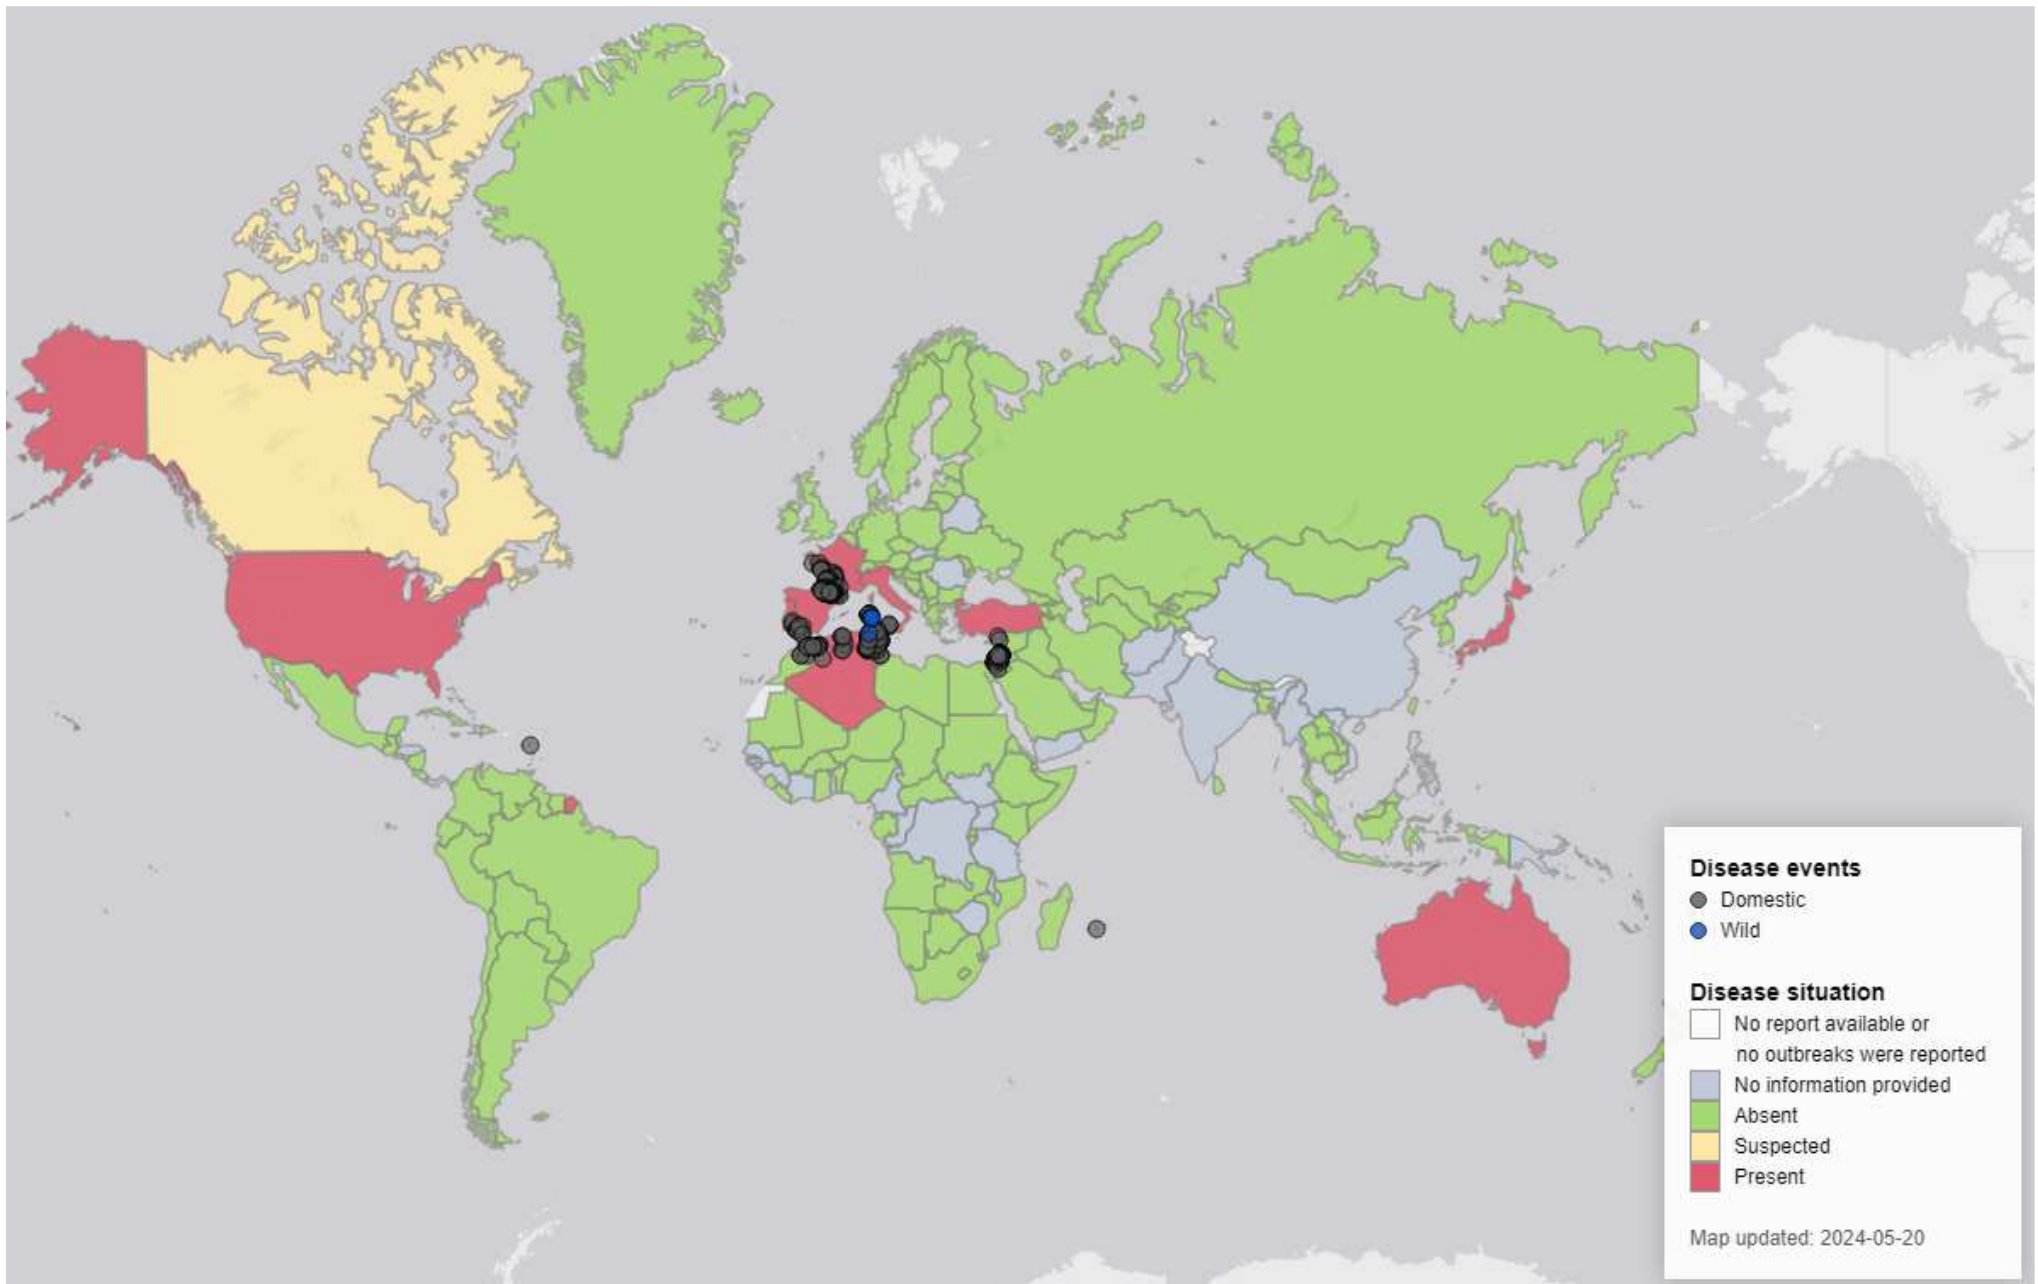 Disease events
Domestic
Wild
Disease situation
No report available or
no outbreaks were reported
No information provided
Absent
Suspected
Present
Map updated: 2024-05-20